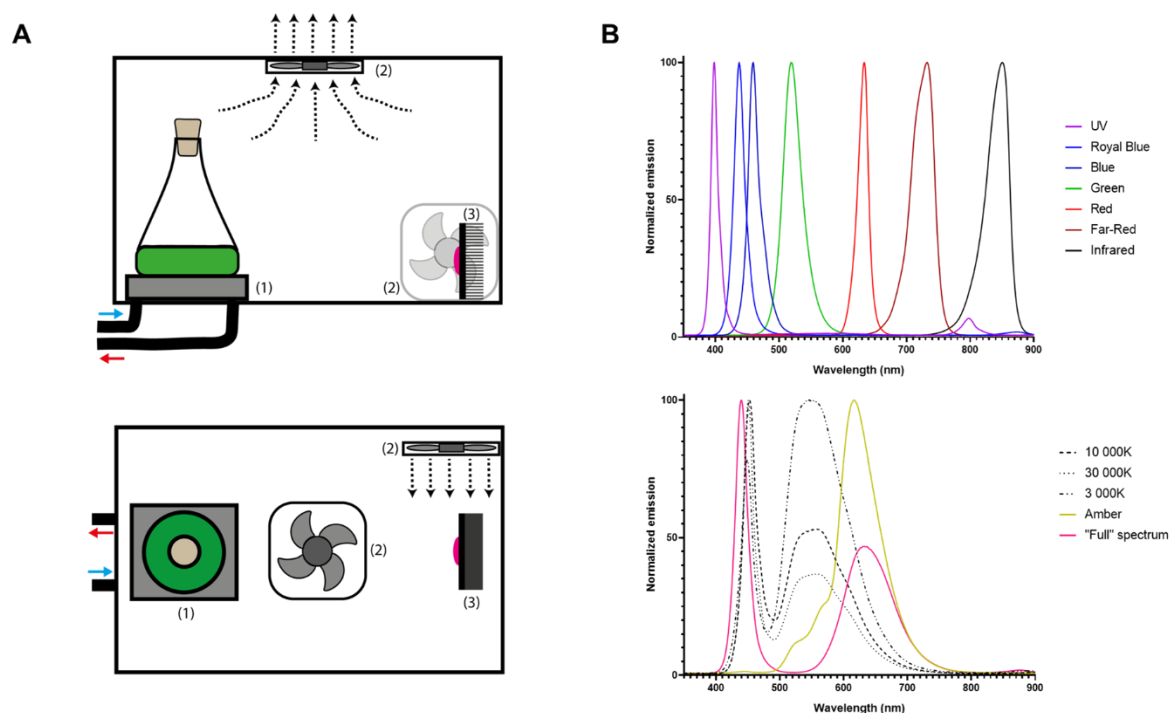 A
(2)
(3)
(2)
(1)
(2)
(2)
(1)
(3)
B
Normalized emission
100
50
0
400
500
600
700
800
900
Wavelength (nm)
UV
Royal Blue
Blue
Green
Red
Far-Red
Infrared
Normalized emission
100
50
0
400
500
600
700
800
900
Wavelength (nm)
10 000K
30 000K
3 000K
Amber
"Full" spectrum